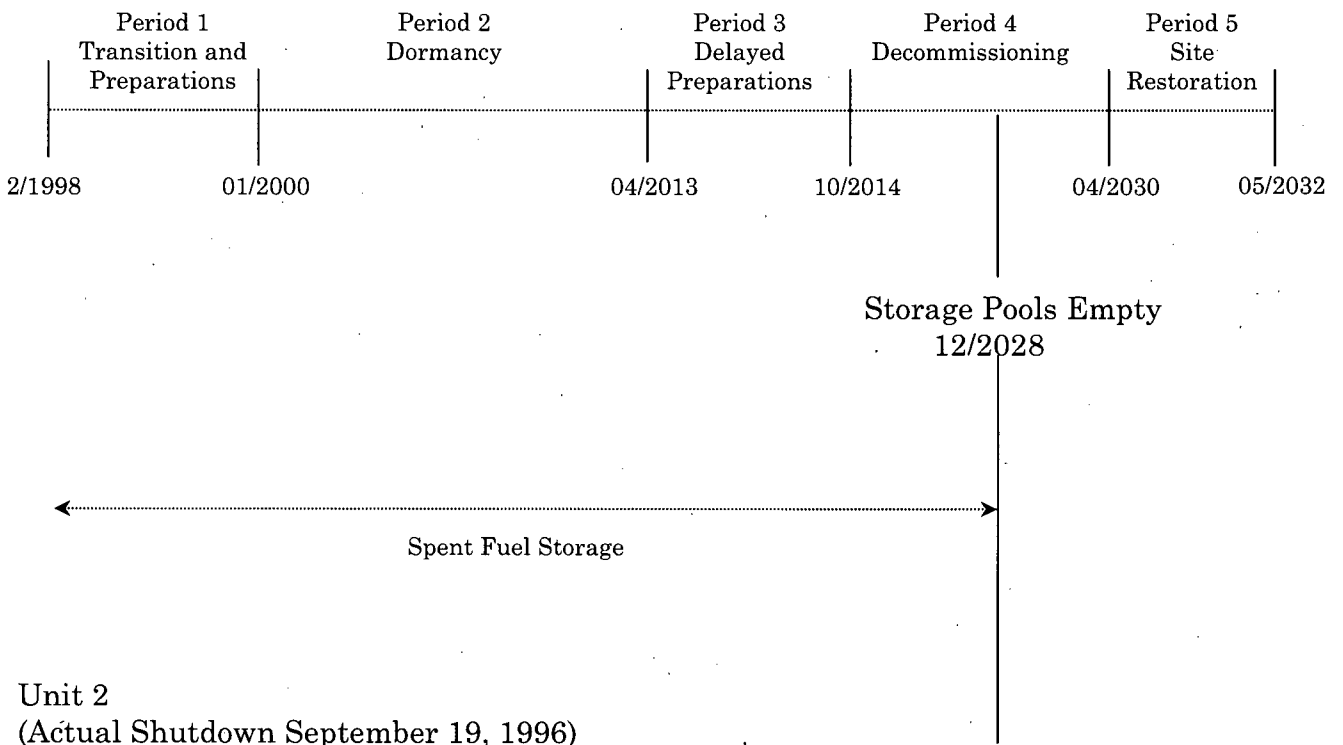 Period 1
Transition and
Preparations
Period 2
Dormancy
Period 3
Delayed
Preparations
Period 4
Decommissioning
Period 5
Site
Restoration
2/1998
01/2000
04/2013
10/2014
04/2030
05/2032
Storage Pools Empty
12/2028
Spent Fuel Storage
Unit 2
(Actual Shutdown September 19, 1996)